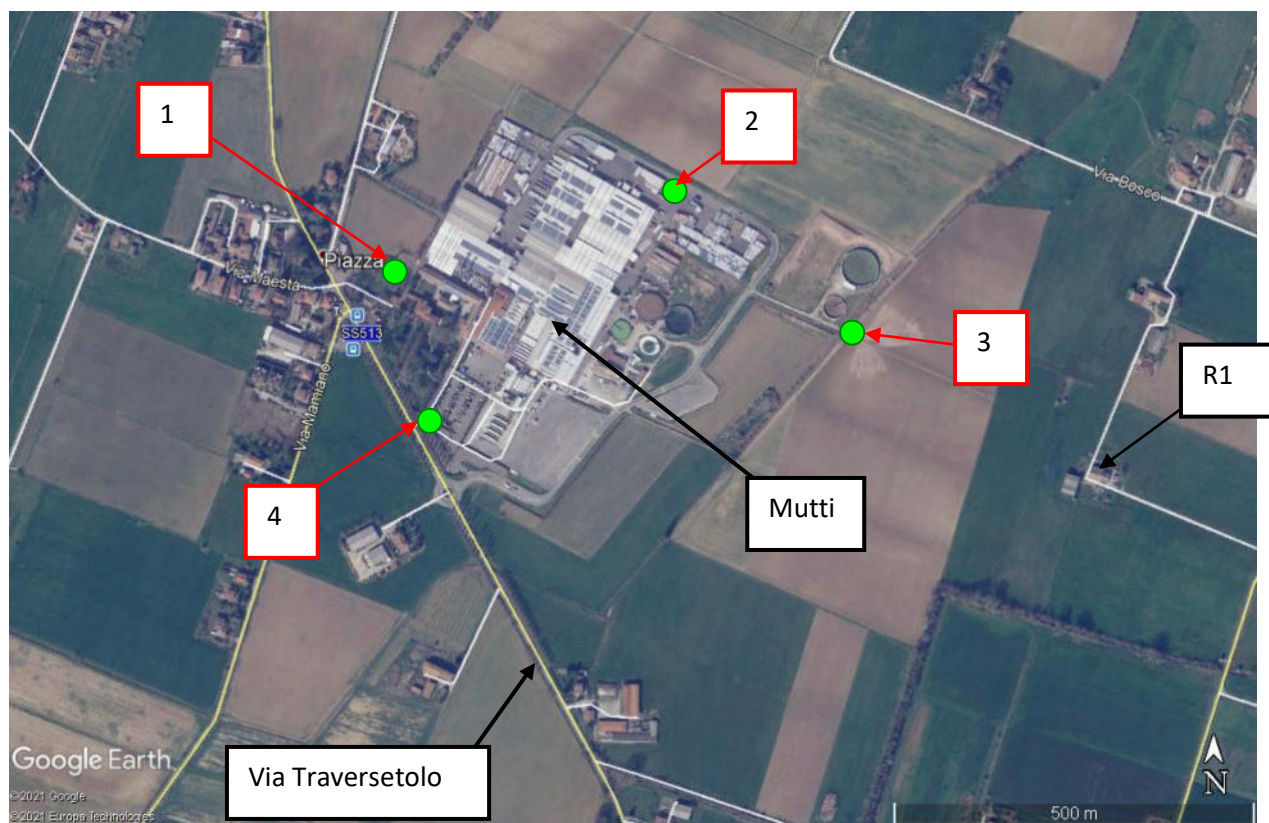 1
2
Via Bosco
Piazza
Via Maestà
SS513
3
R1
Via Mamiano
4
Mutti
Via Traversetolo
Google Earth
©2021 Google
©2021 Europa Technologies
N
500 m